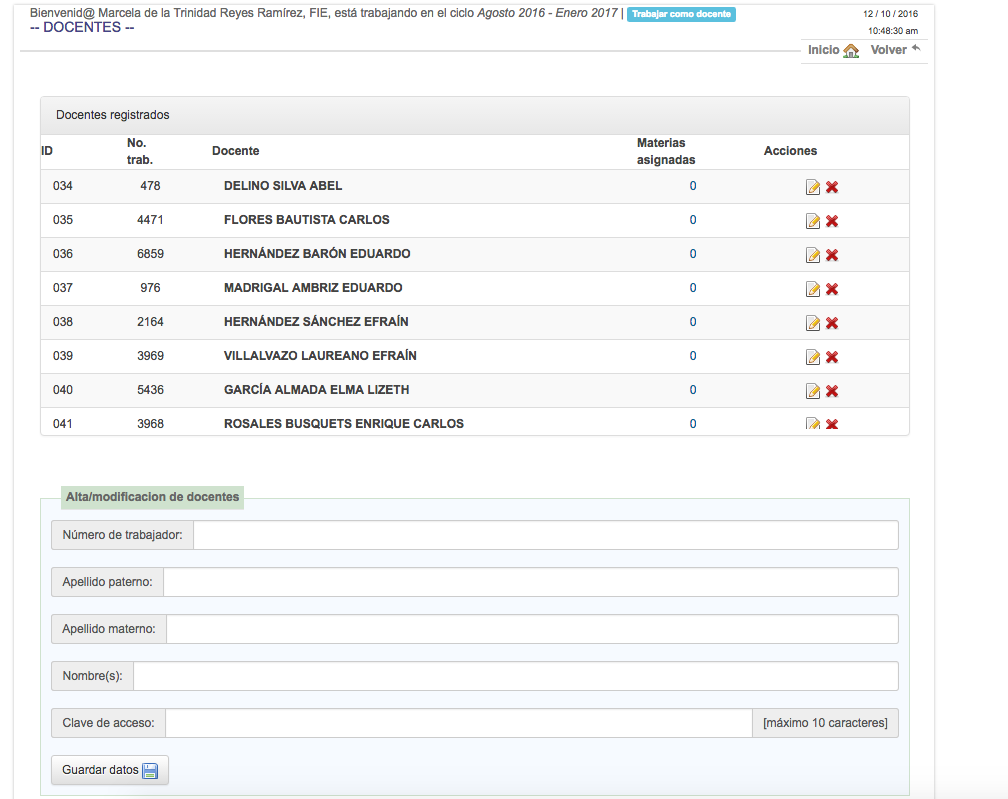 Bienvenid@ Marcela de la Trinidad Reyes Ramírez, FIE, está trabajando en el ciclo Agosto 2016 - Enero 2017 | Trabajar como docente
12 / 10 / 2016
-- DOCENTES --
10:48:30 am
Inicio Volver
Docentes registrados
ID No. trab. Docente Materias asignadas Acciones
034 478 DELINO SILVA ABEL 0
035 4471 FLORES BAUTISTA CARLOS 0
036 6859 HERNÁNDEZ BARÓN EDUARDO 0
037 976 MADRIGAL AMBRIZ EDUARDO 0
038 2164 HERNÁNDEZ SÁNCHEZ EFRAÍN 0
039 3969 VILLALVAZO LAUREANO EFRAÍN 0
040 5436 GARCÍA ALMADA ELMA LIZETH 0
041 3968 ROSALES BUSQUETS ENRIQUE CARLOS 0
Alta/modificacion de docentes
Número de trabajador:
Apellido paterno:
Apellido materno:
Nombre(s):
Clave de acceso: [máximo 10 caracteres]
Guardar datos